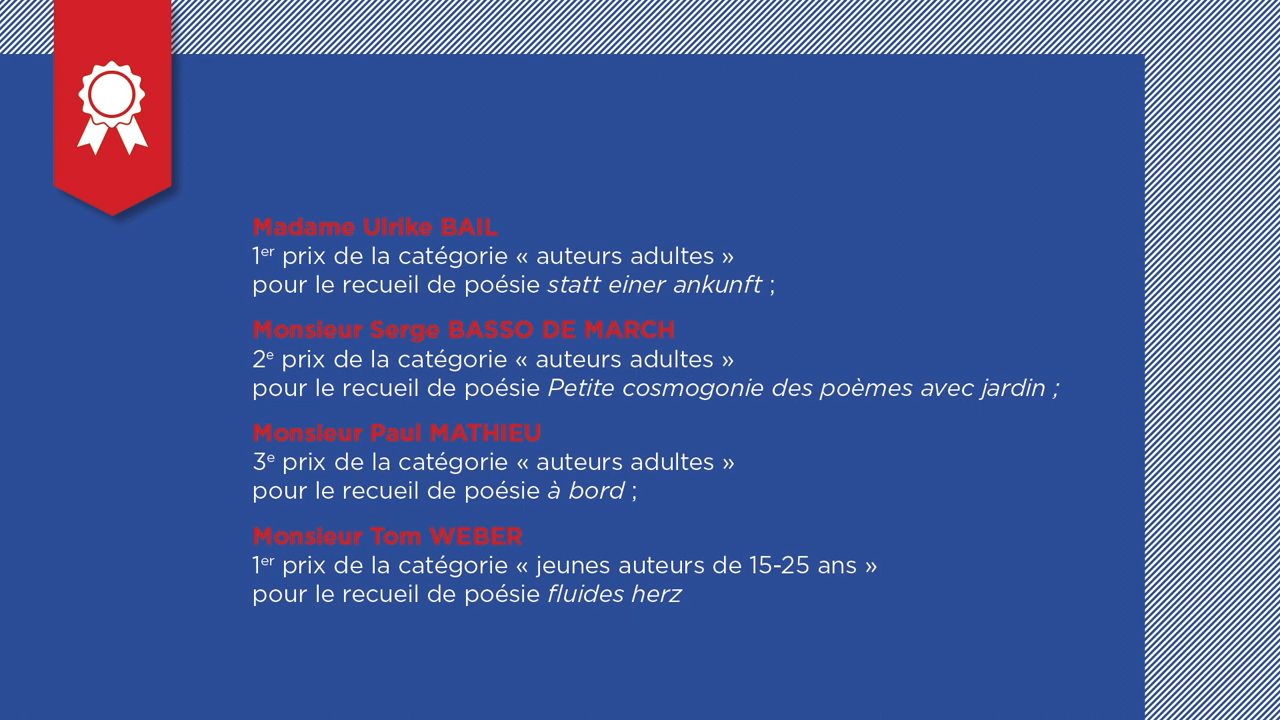 Madame Ulrike BAIL
1er prix de la catégorie « auteurs adultes »
pour le recueil de poésie statt einer ankunft ;
Monsieur Serge BASSO DE MARCH
2e prix de la catégorie « auteurs adultes »
pour le recueil de poésie Petite cosmogonie des poèmes avec jardin ;
Monsieur Paul MATHIEU
3e prix de la catégorie « auteurs adultes »
pour le recueil de poésie à bord ;
Monsieur Tom WEBER
1er prix de la catégorie « jeunes auteurs de 15-25 ans »
pour le recueil de poésie fluides herz